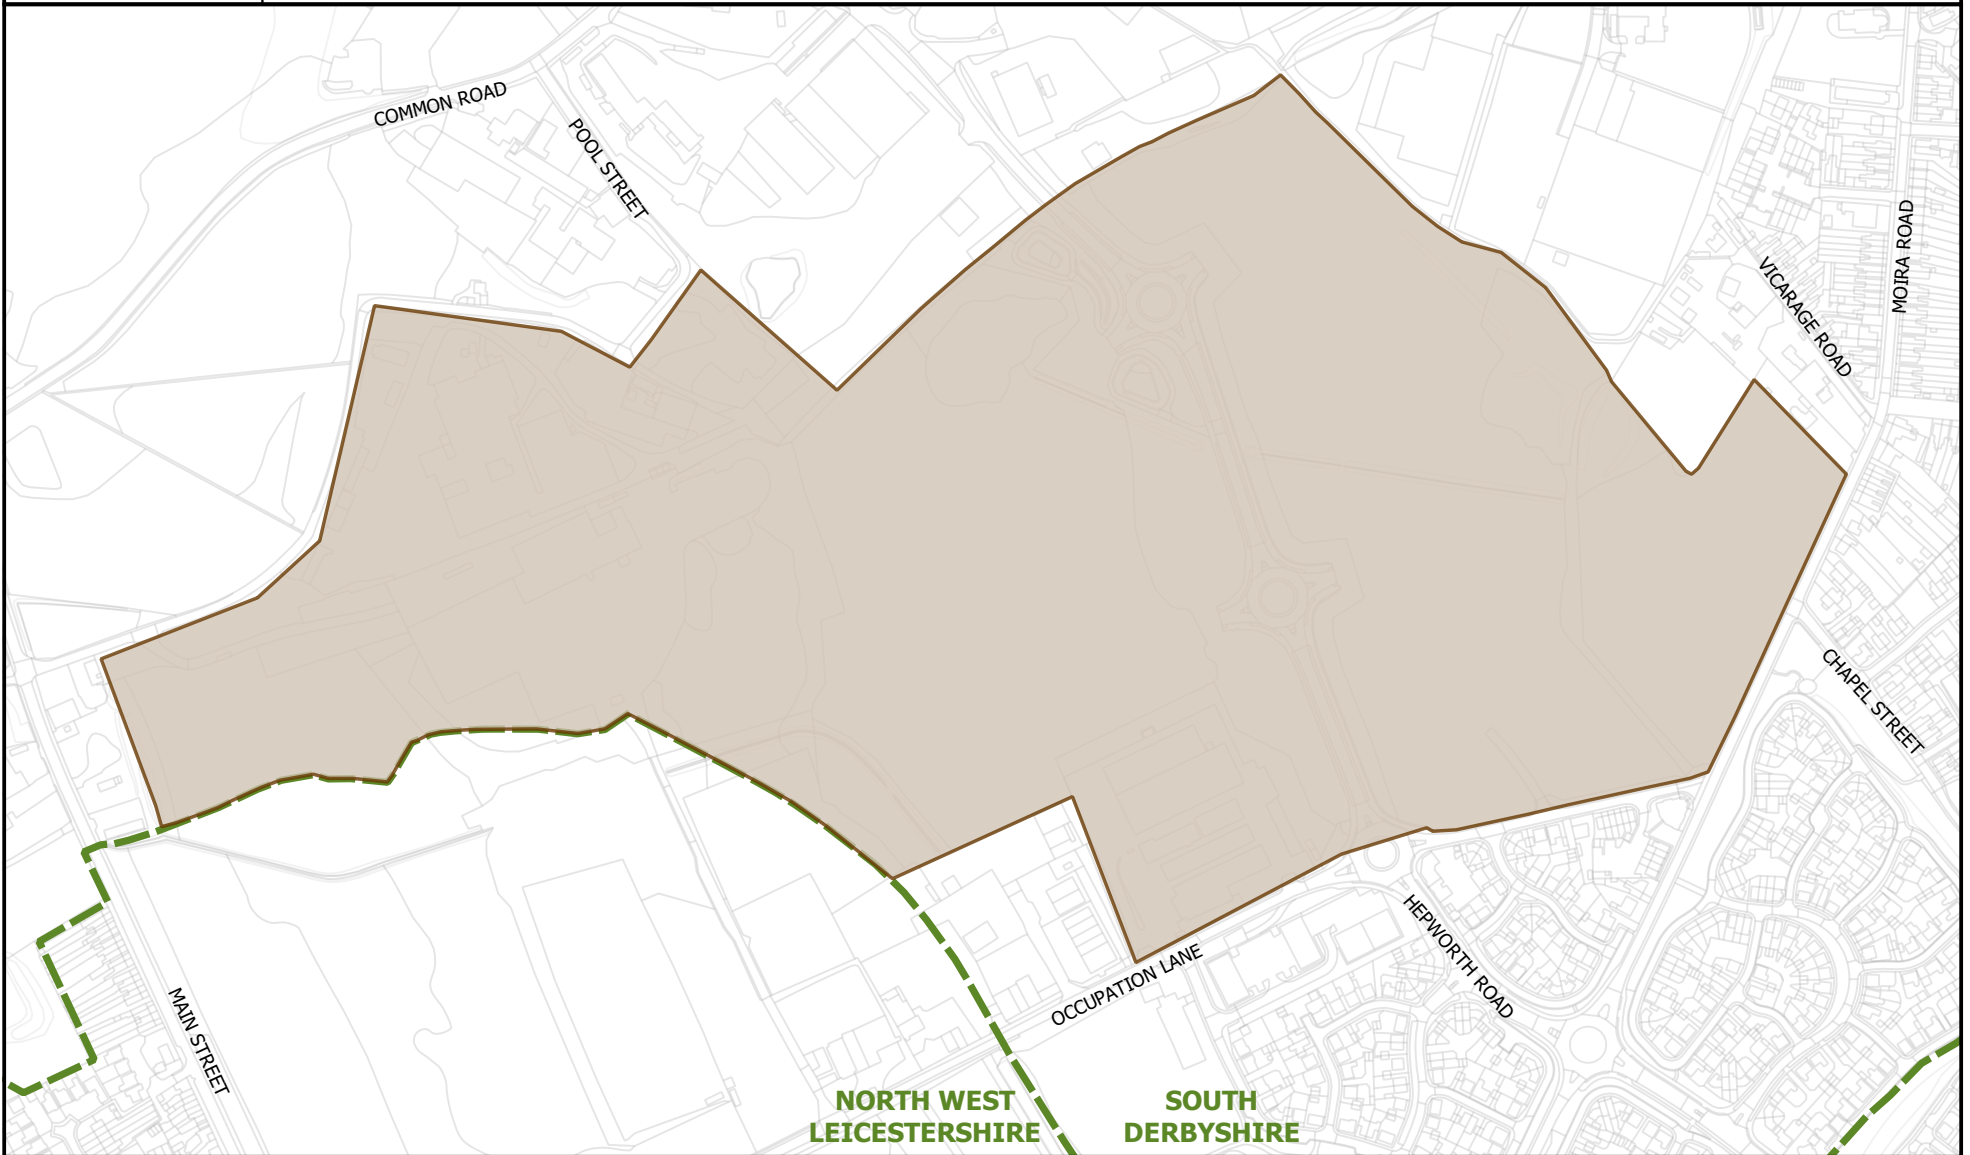 COMMON ROAD
POOL STREET
MOIRA ROAD
VICARAGE ROAD
CHAPEL STREET
HEPWORTH ROAD
OCCUPATION LANE
MAIN STREET
NORTH WEST
LEICESTERSHIRE
SOUTH
DERBYSHIRE